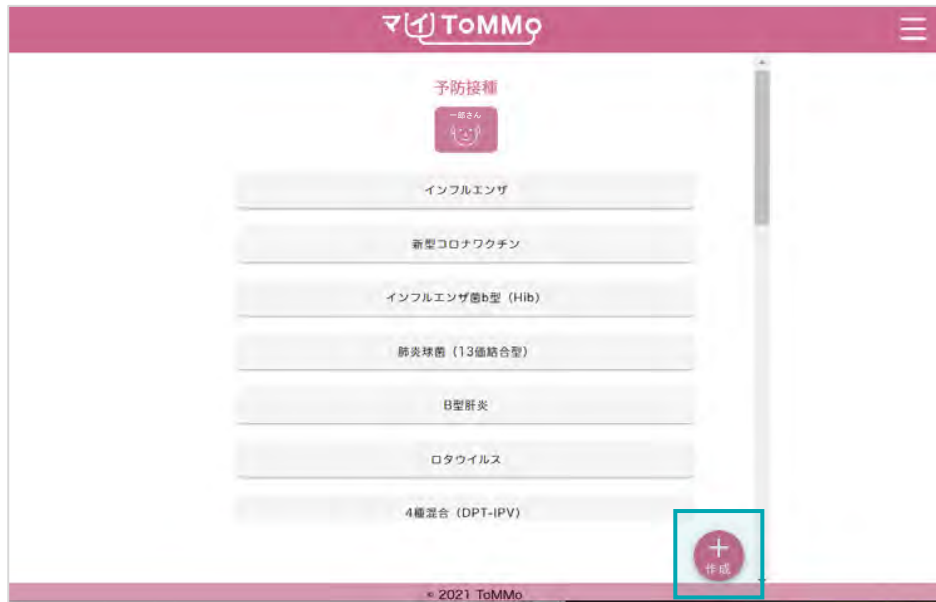 マイToMMo
予防接種
一郎さん
インフルエンザ
新型コロナワクチン
インフルエンザ菌b型（Hib）
肺炎球菌（13価結合型）
B型肝炎
ロタウイルス
4種混合（DPT-IPV）
＋
作成
© 2021 ToMMo